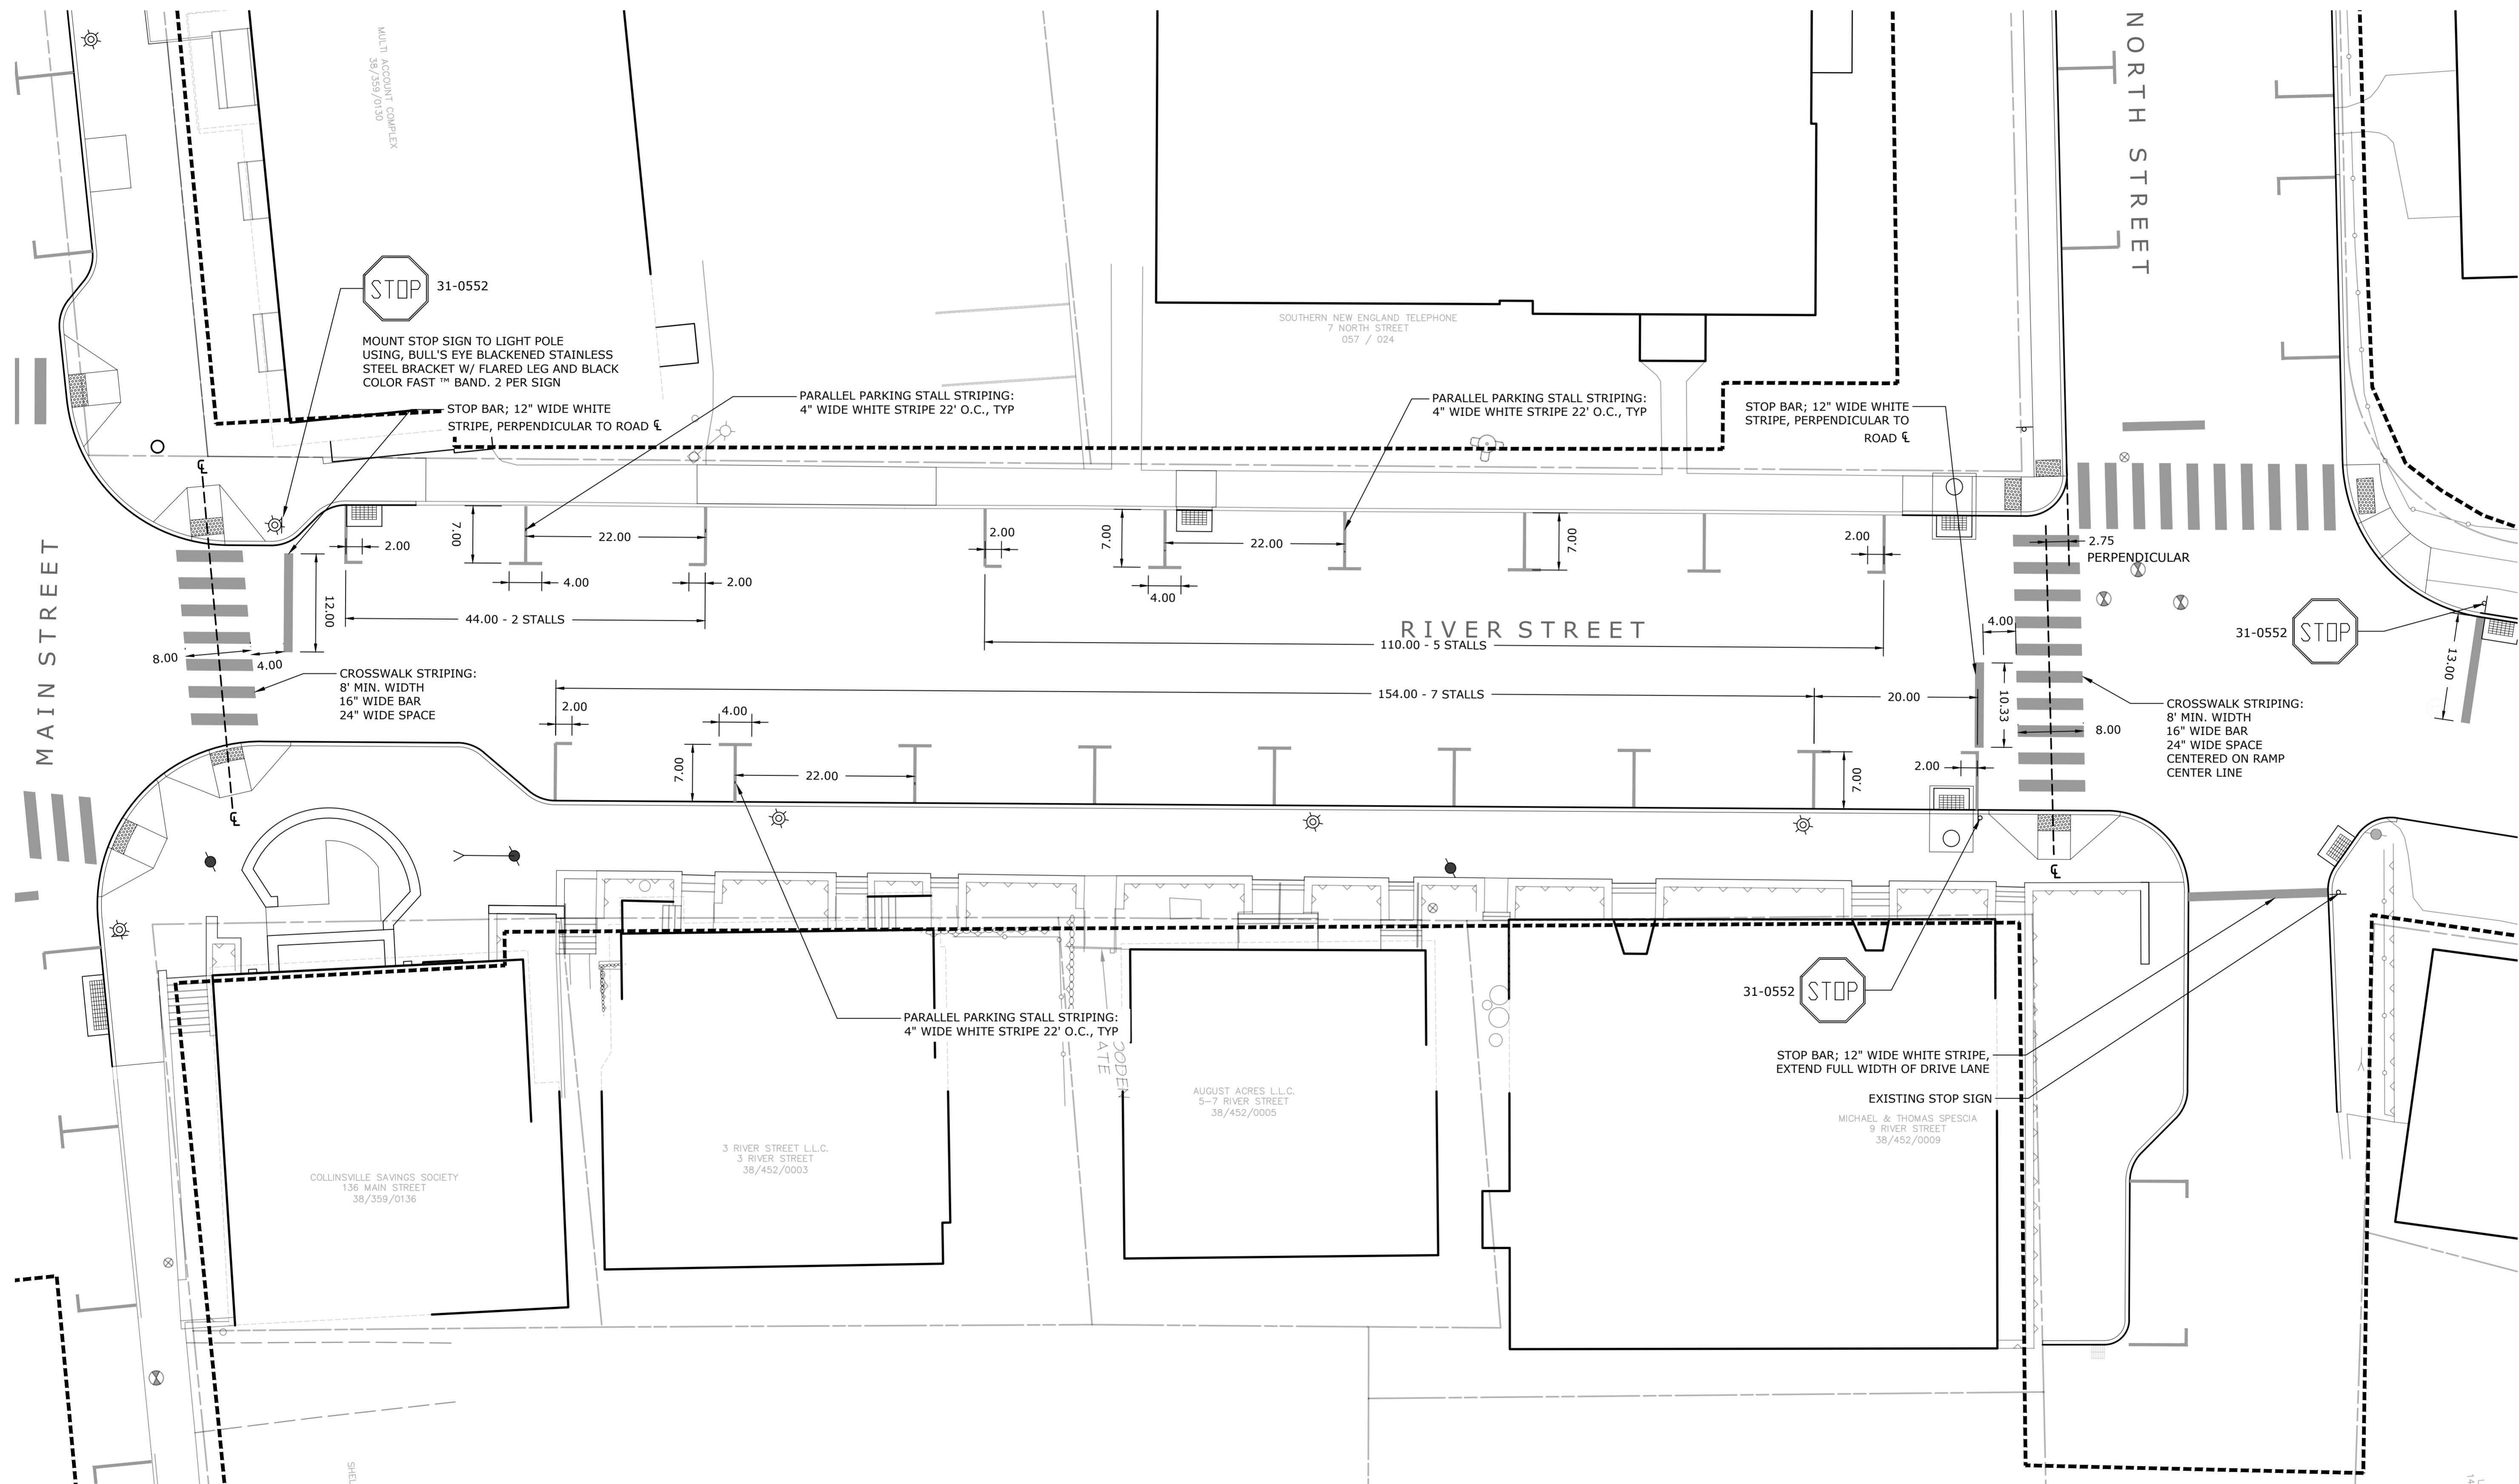 MULTI ACCOUNT COMPLEX
38/359/0130
NORTH STREET
STOP
31-0552
MOUNT STOP SIGN TO LIGHT POLE
USING, BULL'S EYE BLACKENED STAINLESS
STEEL BRACKET W/ FLARED LEG AND BLACK
COLOR FAST ™ BAND. 2 PER SIGN
STOP BAR; 12" WIDE WHITE
STRIPE, PERPENDICULAR TO ROAD ℄
PARALLEL PARKING STALL STRIPING:
4" WIDE WHITE STRIPE 22' O.C., TYP
SOUTHERN NEW ENGLAND TELEPHONE
7 NORTH STREET
057 / 024
PARALLEL PARKING STALL STRIPING:
4" WIDE WHITE STRIPE 22' O.C., TYP
STOP BAR; 12" WIDE WHITE
STRIPE, PERPENDICULAR TO
ROAD ℄
℄
7.00
2.00
22.00
4.00
2.00
12.00
44.00 - 2 STALLS
2.00
7.00
22.00
4.00
7.00
2.00
RIVER STREET
110.00 - 5 STALLS
2.75
PERPENDICULAR
4.00
31-0552
STOP
13.00
MAIN STREET
8.00
4.00
CROSSWALK STRIPING:
8' MIN. WIDTH
16" WIDE BAR
24" WIDE SPACE
154.00 - 7 STALLS
20.00
2.00
4.00
7.00
22.00
7.00
2.00
10.33
8.00
CROSSWALK STRIPING:
8' MIN. WIDTH
16" WIDE BAR
24" WIDE SPACE
CENTERED ON RAMP
CENTER LINE
℄
℄
PARALLEL PARKING STALL STRIPING:
4" WIDE WHITE STRIPE 22' O.C., TYP
31-0552
STOP
STOP BAR; 12" WIDE WHITE STRIPE,
EXTEND FULL WIDTH OF DRIVE LANE
EXISTING STOP SIGN
OODEN
ATE
COLLINSVILLE SAVINGS SOCIETY
136 MAIN STREET
38/359/0136
3 RIVER STREET L.L.C.
3 RIVER STREET
38/452/0003
AUGUST ACRES L.L.C.
5-7 RIVER STREET
38/452/0005
MICHAEL & THOMAS SPESCIA
9 RIVER STREET
38/452/0009